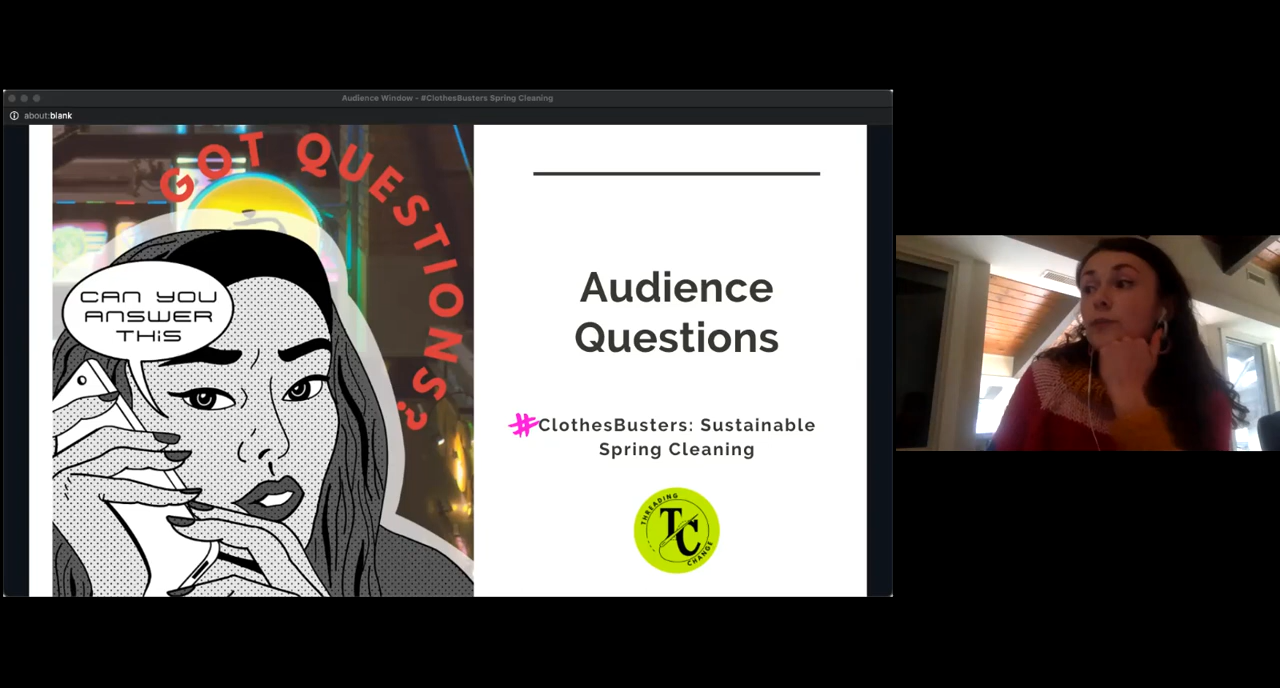 Audience Window - #ClothesBusters Spring Cleaning
about:blank
GOT QUESTIONS?
CAN YOU
ANSWER
THIS
Audience
Questions
#ClothesBusters: Sustainable
Spring Cleaning
THREADING
TC
CHANGE